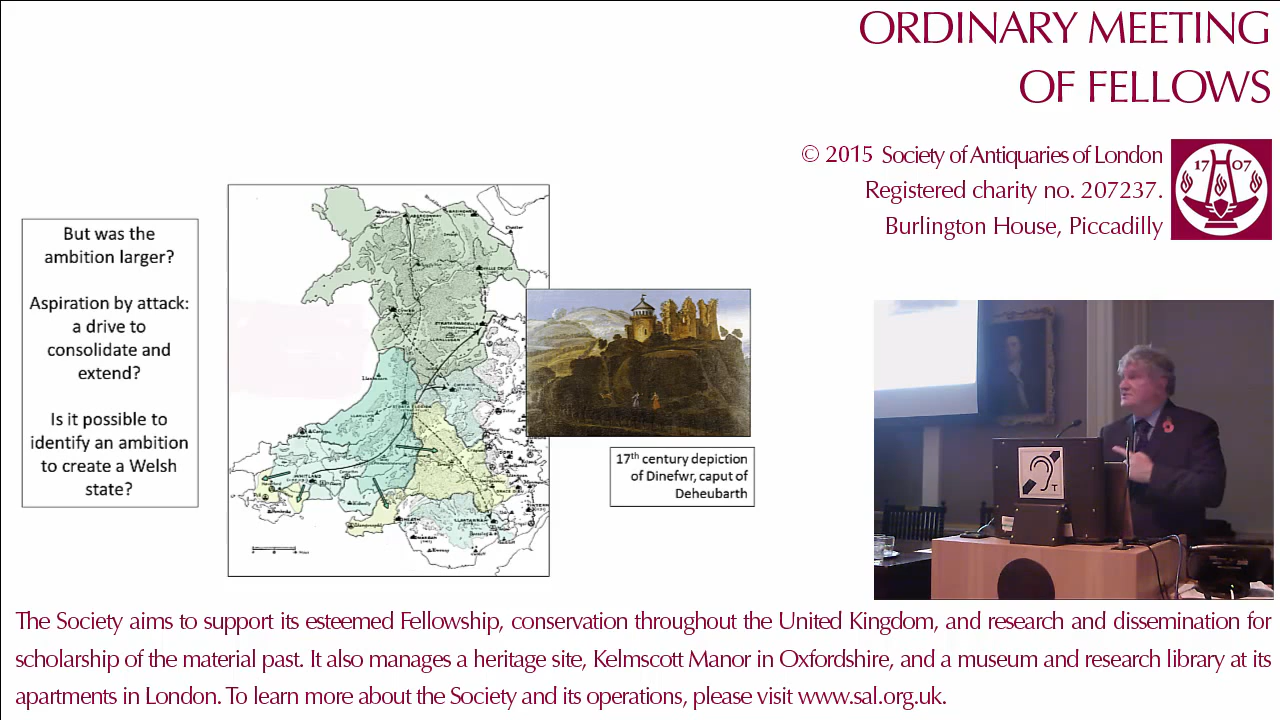 ORDINARY MEETING
OF FELLOWS
© 2015 Society of Antiquaries of London
Registered charity no. 207237.
Burlington House, Piccadilly
17 07
But was the
ambition larger?
Aspiration by attack:
a drive to
consolidate and
extend?
Is it possible to
identify an ambition
to create a Welsh
state?
Chester
STRATA MARCELLA
17th century depiction
of Dinefwr, caput of
Deheubarth
T
The Society aims to support its esteemed Fellowship, conservation throughout the United Kingdom, and research and dissemination for
scholarship of the material past. It also manages a heritage site, Kelmscott Manor in Oxfordshire, and a museum and research library at its
apartments in London. To learn more about the Society and its operations, please visit www.sal.org.uk.